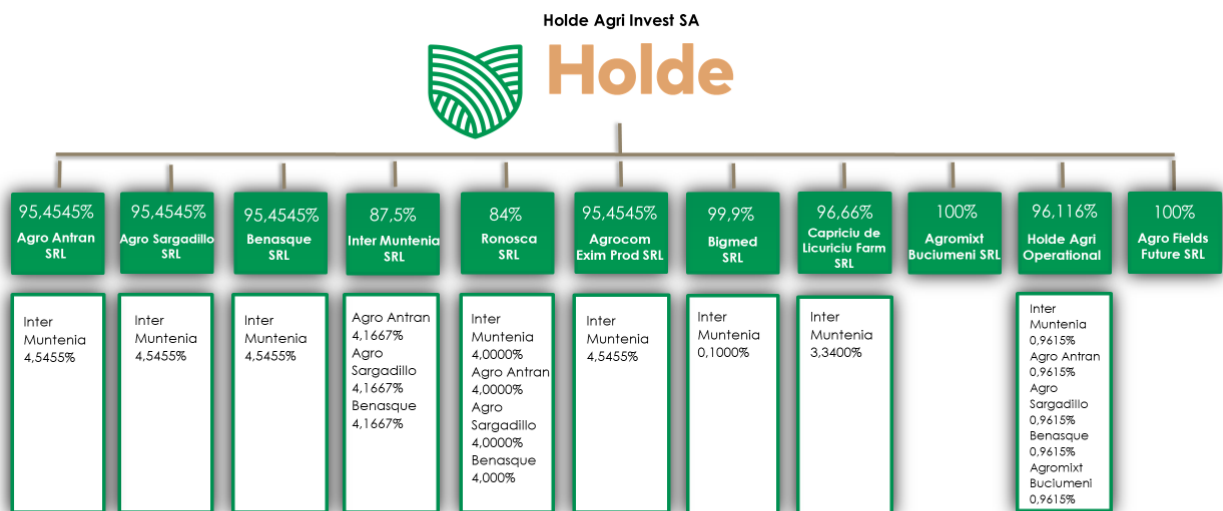 Holde Agri Invest SA
Holde
95,4545%
Agro Antran
SRL
95,4545%
Agro Sargadillo
SRL
95,4545%
Benasque
SRL
87,5%
Inter Muntenia
SRL
84%
Ronosca
SRL
95,4545%
Agrocom
Exim Prod SRL
99,9%
Bigmed
SRL
96,66%
Capriciu de
Licuriciu Farm
SRL
100%
Agromixt
Buciumeni SRL
96,116%
Holde Agri
Operational
100%
Agro Fields
Future SRL
Inter
Muntenia
4,5455%
Inter
Muntenia
4,5455%
Inter
Muntenia
4,5455%
Agro Antran
4,1667%
Agro
Sargadillo
4,1667%
Benasque
4,1667%
Inter
Muntenia
4,0000%
Agro Antran
4,0000%
Agro
Sargadillo
4,0000%
Benasque
4,000%
Inter
Muntenia
4,5455%
Inter
Muntenia
0,1000%
Inter
Muntenia
3,3400%
Inter
Muntenia
0,9615%
Agro Antran
0,9615%
Agro
Sargadillo
0,9615%
Benasque
0,9615%
Agromixt
Buciumeni
0,9615%